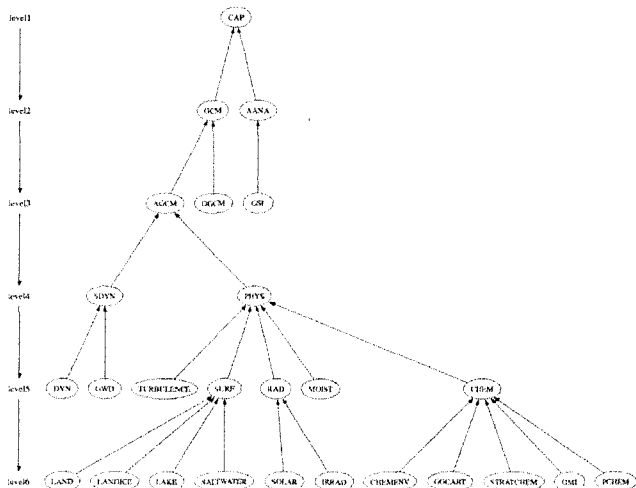 level1 CAP
level2 GCM AANA
level3 AGCM OGCM GSI
level4 SDYN PHYS
level5 DYN GWD TURBULENCE SURF RAD MOIST CHEM
level6 LAND LANDICE LAKE SALTWATER SOLAR IRRAD CHEMENV GOCART STRATCHEM GMI PCHEM